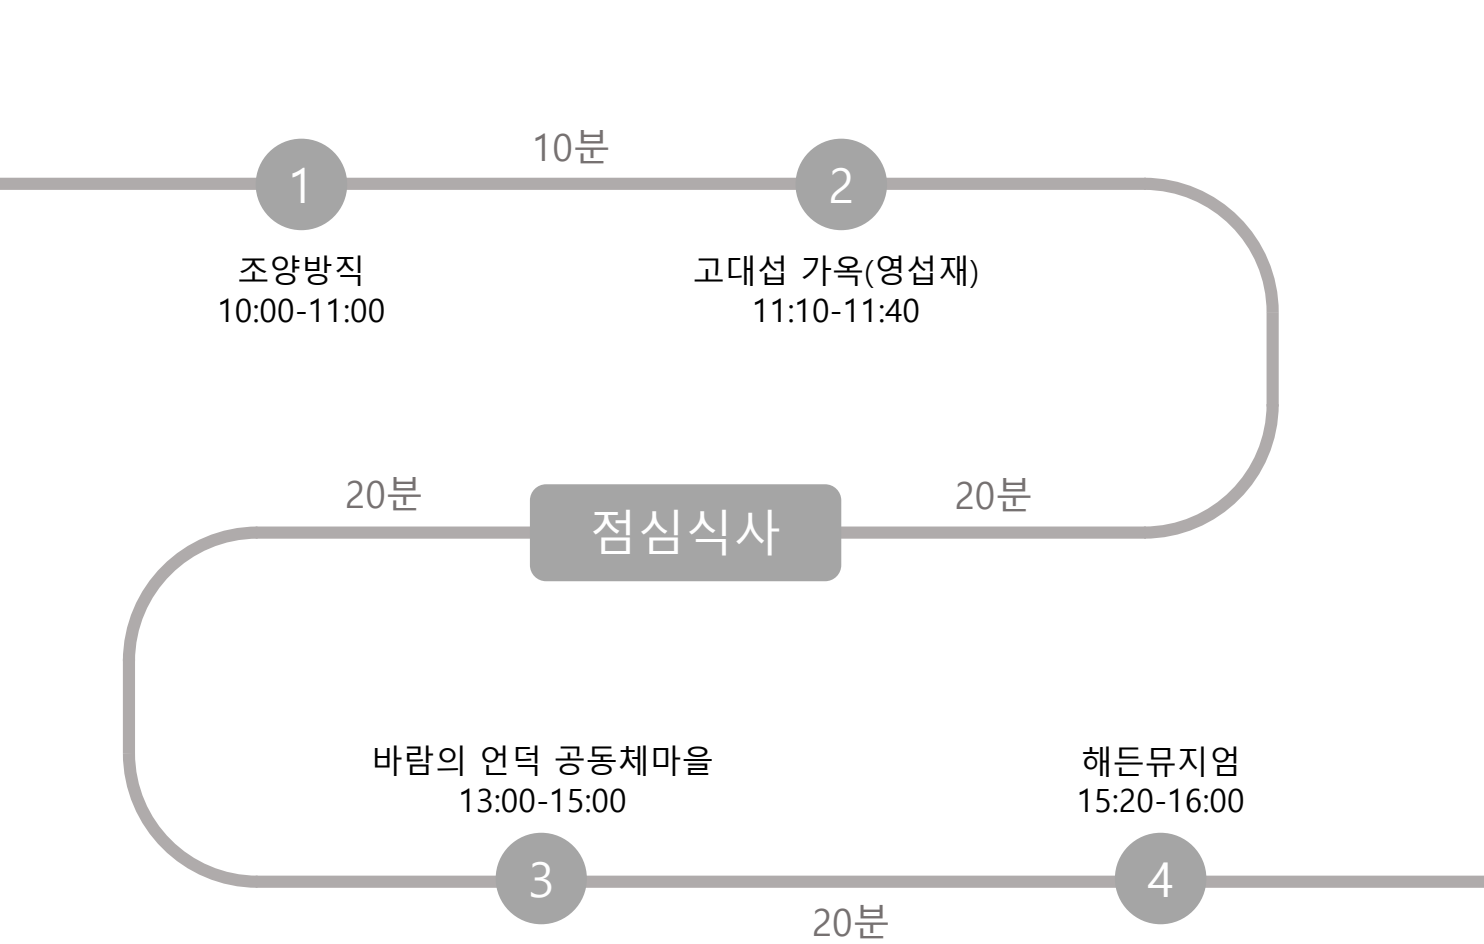 10분
1
2
조양방직
10:00-11:00
고대섭 가옥(영섭재)
11:10-11:40
20분
점심식사
20분
바람의 언덕 공동체마을
13:00-15:00
해든뮤지엄
15:20-16:00
3
4
20분